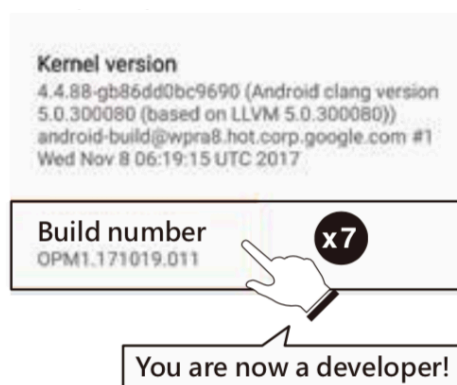 Kernel version
4.4.88-gb86dd0bc9690 (Android clang version
5.0.300080 (based on LLVM 5.0.300080))
android-build@wpra8.hot.corp.google.com #1
Wed Nov 8 06:19:15 UTC 2017
Build number
x7
OPM1.171019.011
You are now a developer!